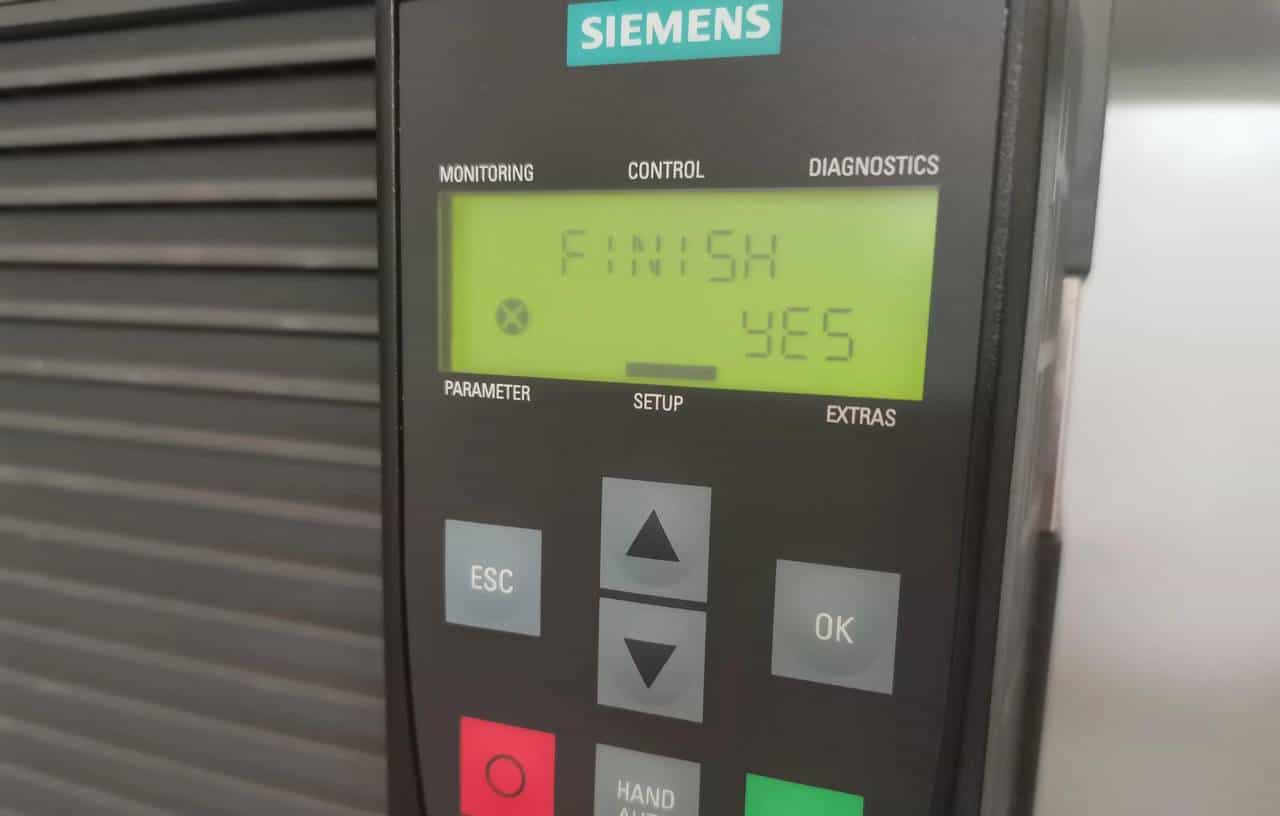 SIEMENS
MONITORING CONTROL DIAGNOSTICS
FINISH
YES
PARAMETER SETUP EXTRAS
ESC
OK
HAND